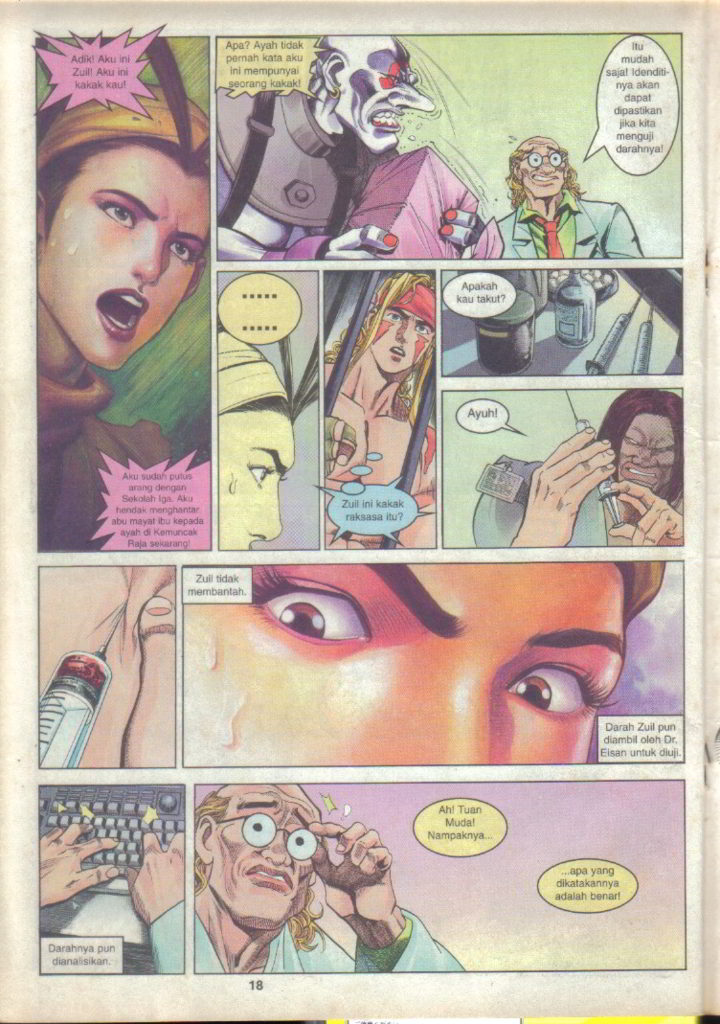 Adik! Aku ini
Zuil! Aku ini
kakak kau!
Apa? Ayah tidak
pernah kata aku
ini mempunyai
seorang kakak!
Itu
mudah
saja! Idenditi-
nya akan
dapat
dipastikan
jika kita
menguji
darahnya!
Aku sudah putus
arang dengan
Sekolah Iga. Aku
hendak menghantar
abu mayat ibu kepada
ayah di Kemuncak
Raja sekarang!
.....
.....
Zuil ini kakak
raksasa itu?
Apakah
kau takut?
Ayuh!
Zuil tidak
membantah.
Darah Zuil pun
diambil oleh Dr.
Eisan untuk diuji.
Darahnya pun
dianalisikan.
Ah! Tuan
Muda!
Nampaknya...
...apa yang
dikatakannya
adalah benar!
18